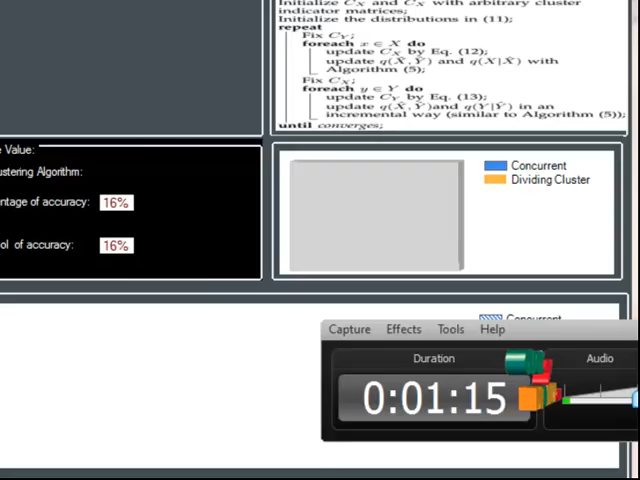 Initialize C_X and C_X with arbitrary cluster
indicator matrices;
Initialize the distributions in (11);
repeat
Fix C_Y;
foreach x ∈ X do
update C_X by Eq. (12);
update q(X̃, Ỹ) and q(X|X̃) with
Algorithm (5);
Fix C_X;
foreach y ∈ Y do
update C_Y by Eq. (13);
update q(X̃, Ỹ)and q(Y|Ỹ) in an
incremental way (similar to Algorithm (5));
until converges;
Value:
ustering Algorithm:
ntage of accuracy: 16%
ol of accuracy: 16%
Concurrent
Dividing Cluster
Concurrent
Capture Effects Tools Help
Duration Audio
0:01:15